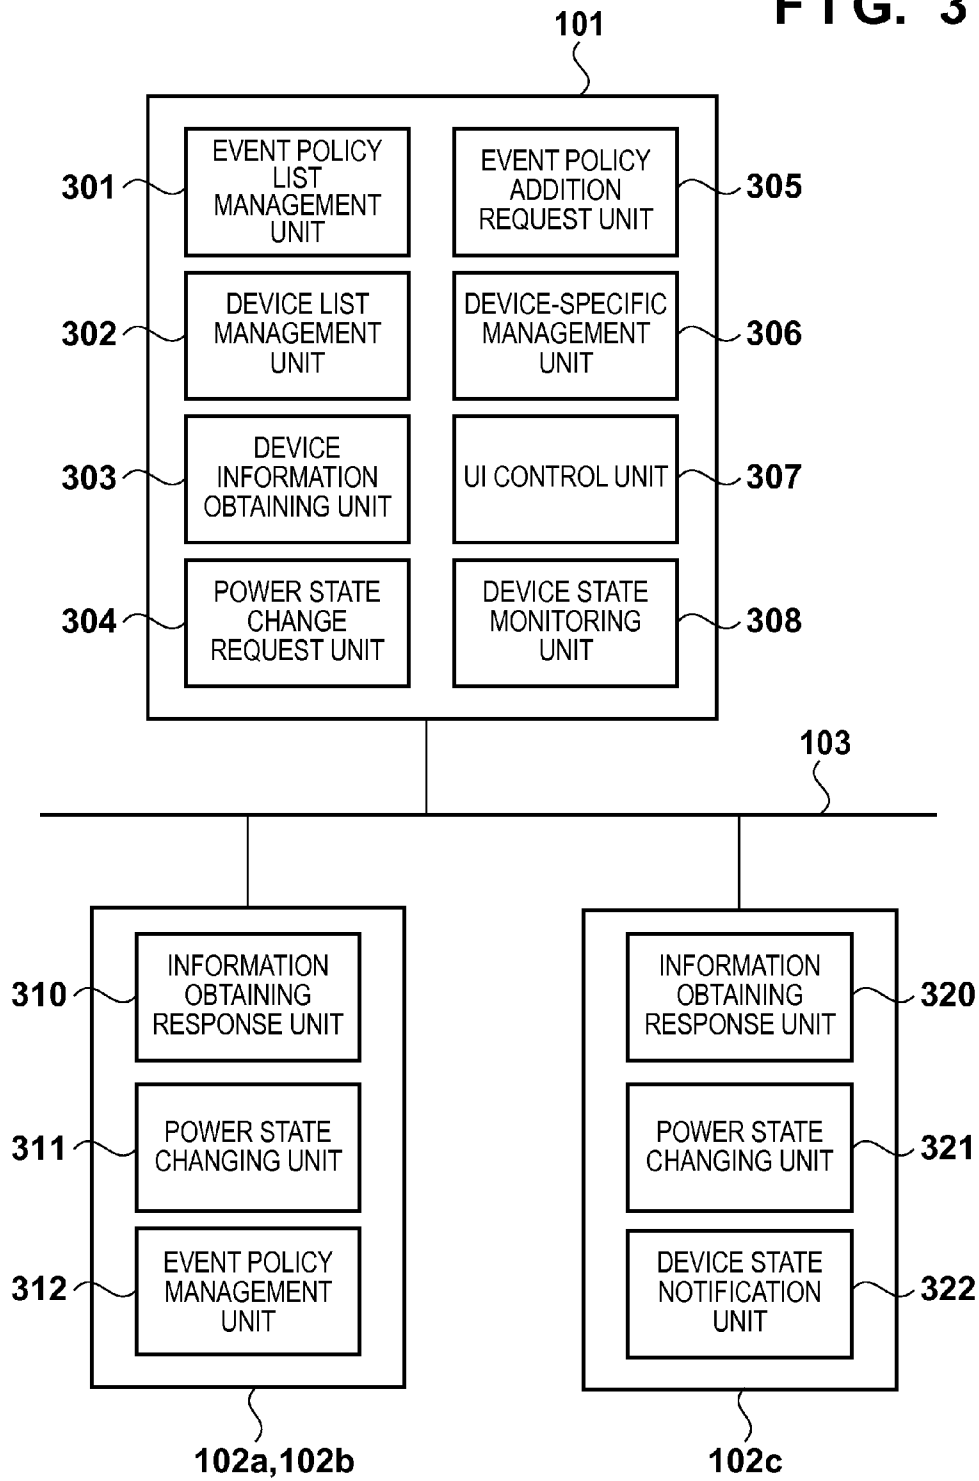 FIG. 3
101
301
EVENT POLICY
LIST
MANAGEMENT
UNIT
EVENT POLICY
ADDITION
REQUEST UNIT
305
302
DEVICE LIST
MANAGEMENT
UNIT
DEVICE-SPECIFIC
MANAGEMENT
UNIT
306
303
DEVICE
INFORMATION
OBTAINING UNIT
UI CONTROL UNIT
307
304
POWER STATE
CHANGE
REQUEST UNIT
DEVICE STATE
MONITORING
UNIT
308
103
310
INFORMATION
OBTAINING
RESPONSE UNIT
INFORMATION
OBTAINING
RESPONSE UNIT
320
311
POWER STATE
CHANGING UNIT
POWER STATE
CHANGING UNIT
321
312
EVENT POLICY
MANAGEMENT
UNIT
DEVICE STATE
NOTIFICATION
UNIT
322
102a,102b
102c